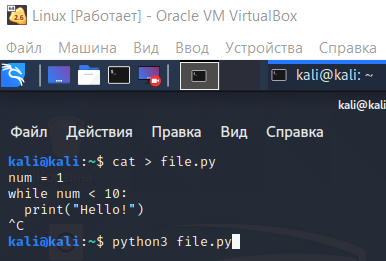 Linux [Работает] - Oracle VM VirtualBox
Файл Машина Вид Ввод Устройства Справка
kali@kali: ~
kali@kali
Файл Действия Правка Вид Справка
kali@kali:~$ cat > file.py
num = 1
while num < 10:
  print("Hello!")
^C
kali@kali:~$ python3 file.py